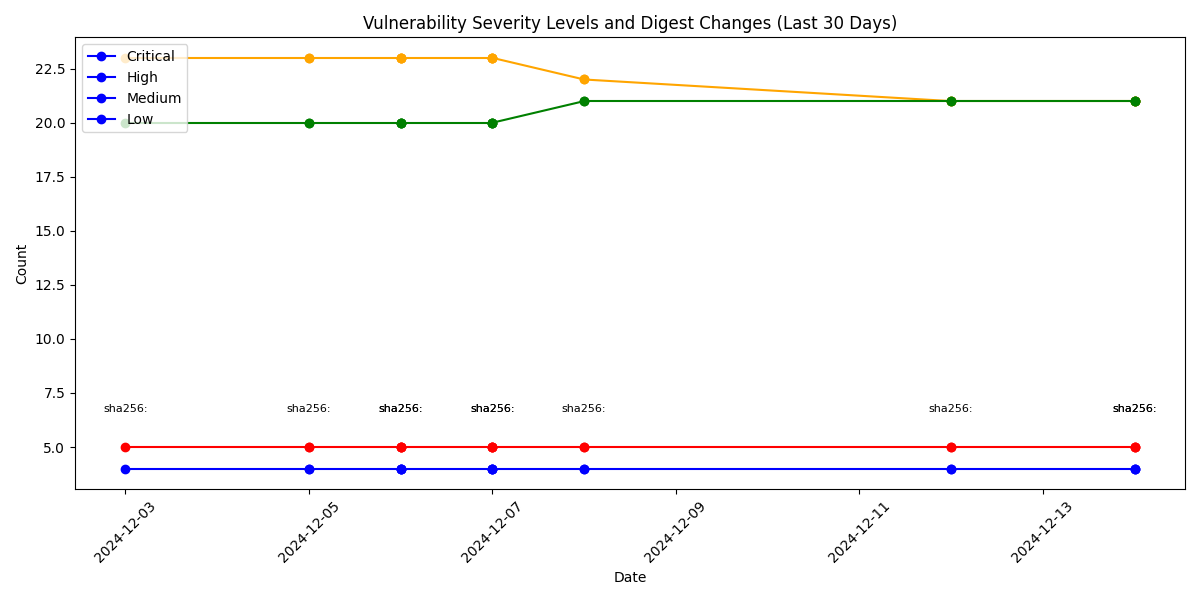 Vulnerability Severity Levels and Digest Changes (Last 30 Days)
Critical
High
Medium
Low
Count
22.5
20.0
17.5
15.0
12.5
10.0
7.5
5.0
sha256: sha256: sha256: sha256: sha256: sha256: sha256:
2024-12-03 2024-12-05 2024-12-07 2024-12-09 2024-12-11 2024-12-13
Date